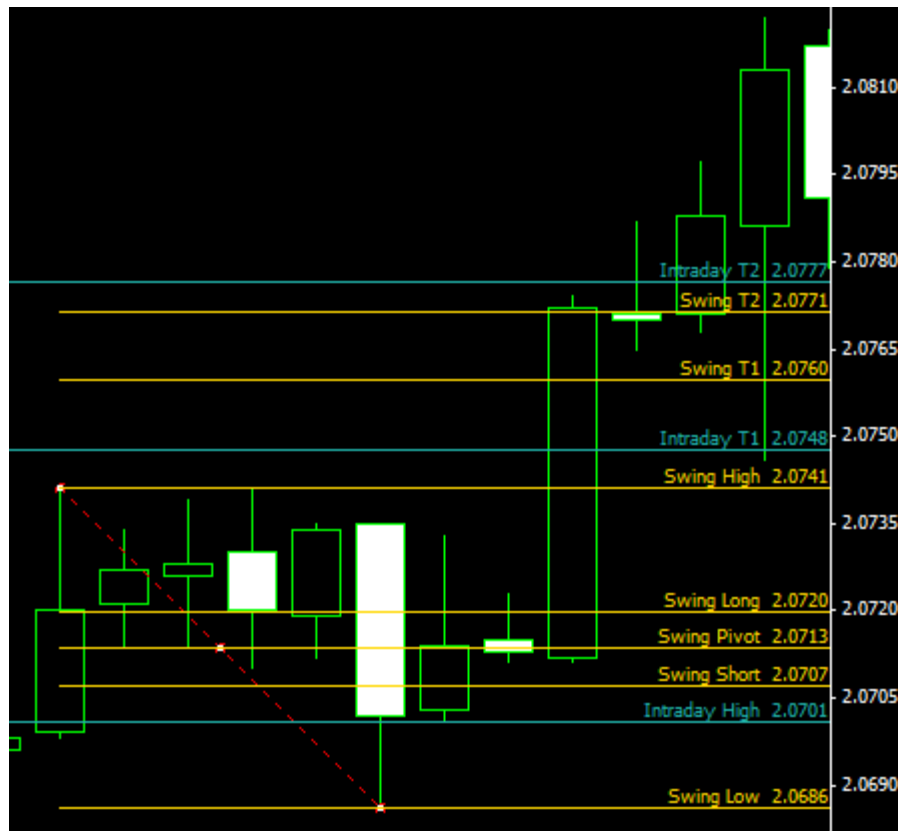 2.0810
2.0795
2.0780
Intraday T2 2.0777
Swing T2 2.0771
2.0765
Swing T1 2.0760
2.0750
Intraday T1 2.0748
Swing High 2.0741
2.0735
Swing Long 2.0720
2.0720
Swing Pivot 2.0713
Swing Short 2.0707
2.0705
Intraday High 2.0701
2.0690
Swing Low 2.0686